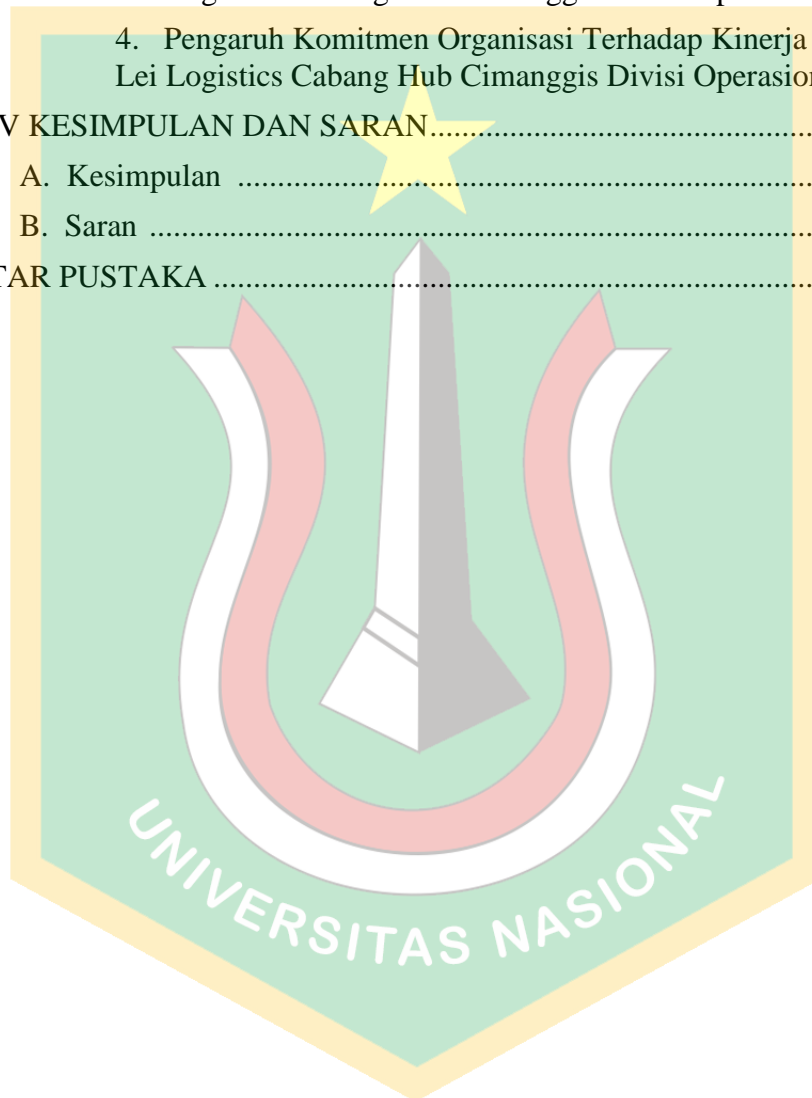 4. Pengaruh Komitmen Organisasi Terhadap Kinerja
Lei Logistics Cabang Hub Cimanggis Divisi Operasion
V KESIMPULAN DAN SARAN.......................................................
A. Kesimpulan ............................................................................
B. Saran ......................................................................................
TAR PUSTAKA ..............................................................................
UNIVERSITAS NASIONAL